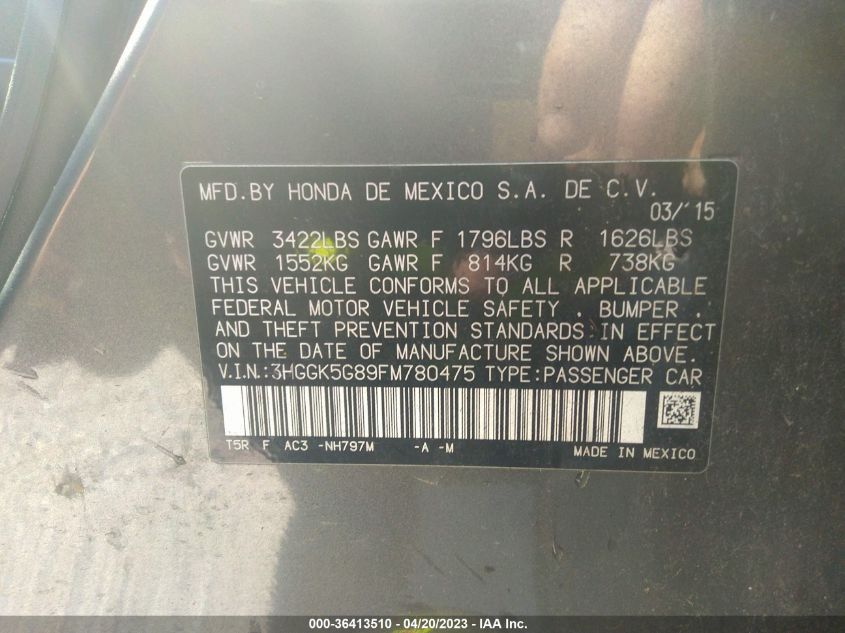 MFD.BY HONDA DE MEXICO S.A. DE C.V.
03/'15
GVWR 3422LBS GAWR F 1796LBS R 1626LBS
GVWR 1552KG GAWR F 814KG R 738KG
THIS VEHICLE CONFORMS TO ALL APPLICABLE
FEDERAL MOTOR VEHICLE SAFETY . BUMPER .
AND THEFT PREVENTION STANDARDS IN EFFECT
ON THE DATE OF MANUFACTURE SHOWN ABOVE.
V.I.N.:3HGGK5G89FM780475 TYPE:PASSENGER CAR
T5R F AC3 -NH797M -A -M MADE IN MEXICO
000-36413510 - 04/20/2023 - IAA Inc.